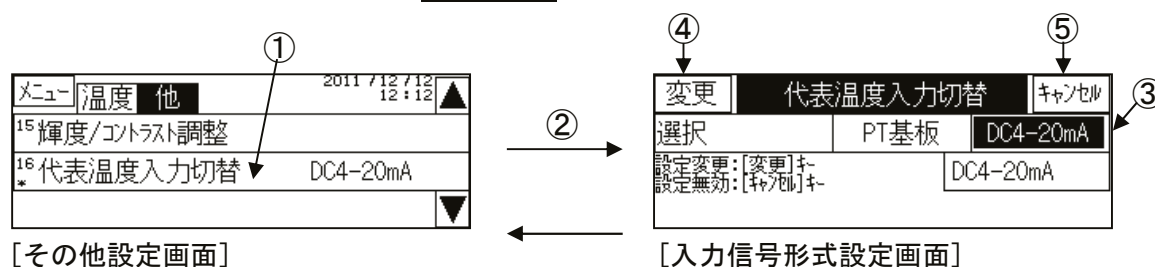 ①
メニュー 温度 他 2011/12/12
12:12 ▲
15 輝度/コントラスト調整
16 * 代表温度入力切替 DC4-20mA
▼
[その他設定画面]
②
④ ⑤
変更 代表温度入力切替 キャンセル
③
選択 PT基板 DC4-20mA
設定変更:[変更]キー DC4-20mA
設定無効:[キャンセル]キー
[入力信号形式設定画面]